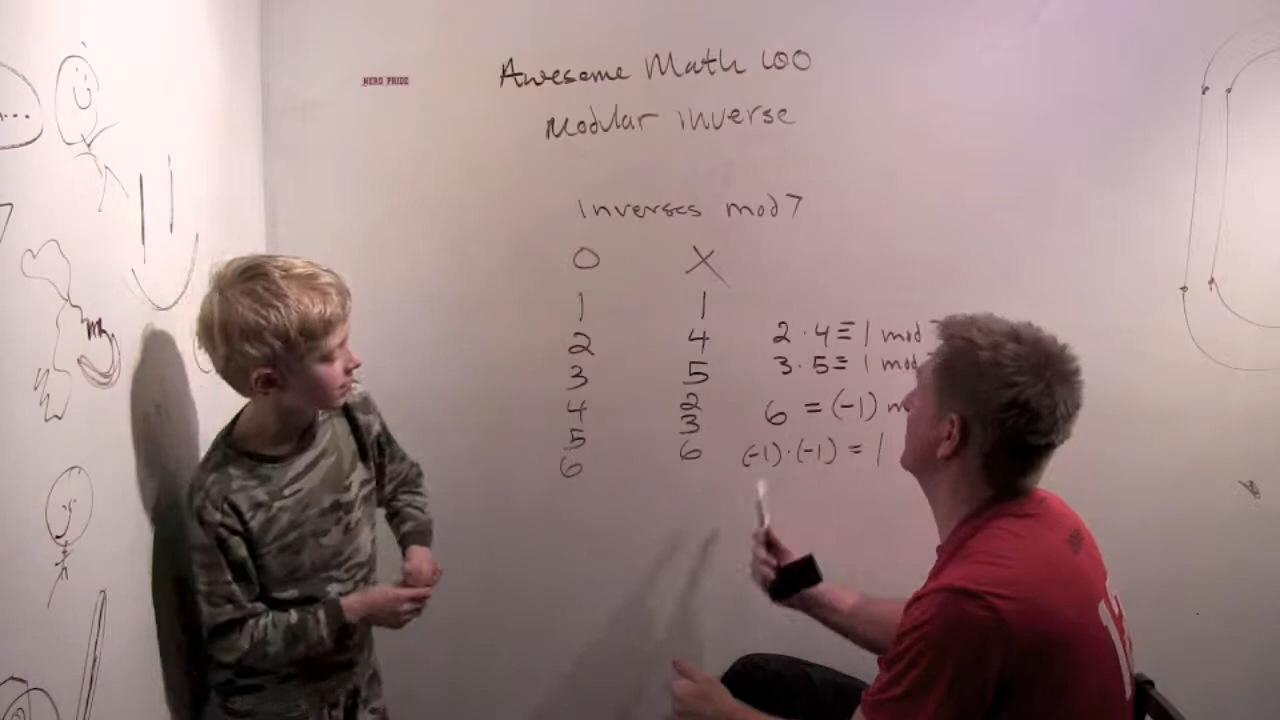 NERD PRIDE
Awesome Math 100
Modular inverse
Inverses mod 7
0 X
1 1
2 4 2 · 4 ≡ 1 mod
3 5 3 · 5 ≡ 1 mod
4 2 6 = (-1)
5 3
6 6 (-1)·(-1) = 1
...